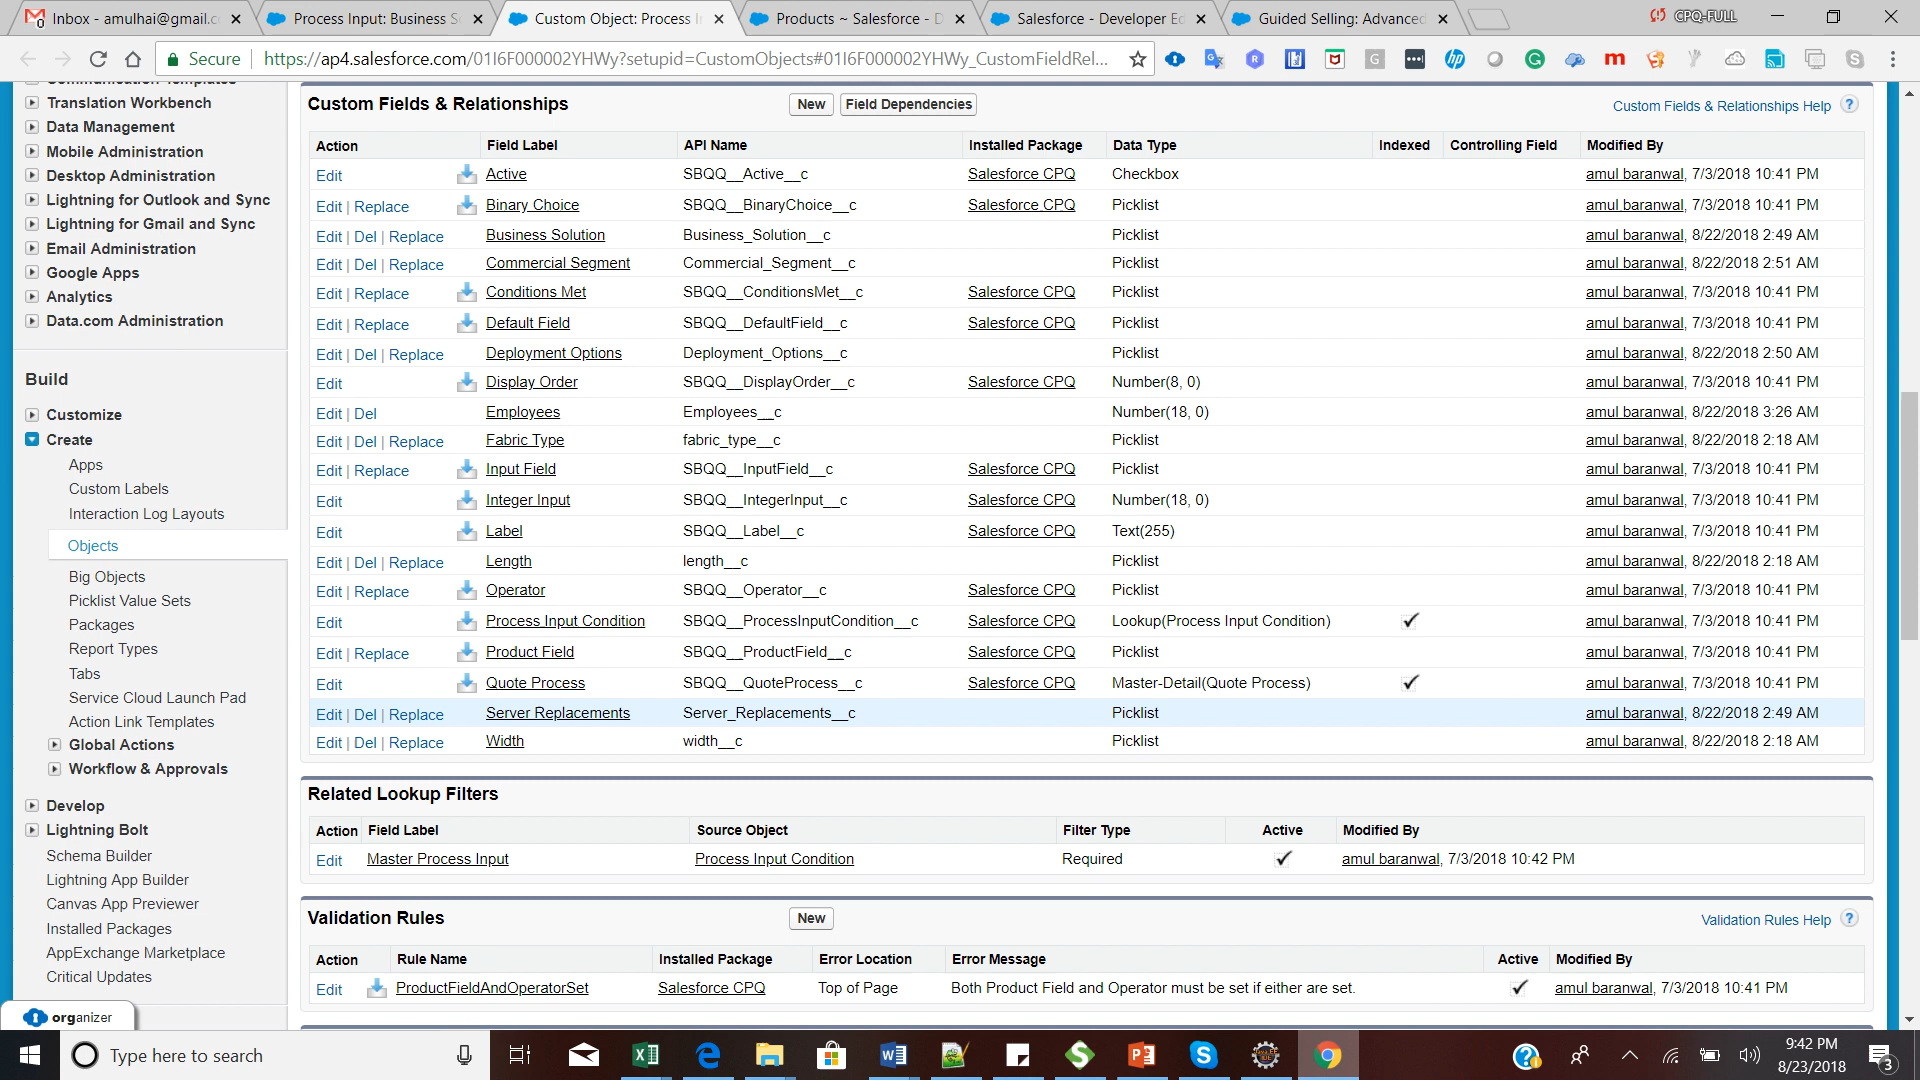 Inbox - amulhai@gmail.c
Process Input: Business S
Custom Object: Process I
Products ~ Salesforce - D
Salesforce - Developer Ed
Guided Selling: Advanced
CPQ-FULL
Secure
https://ap4.salesforce.com/01I6F000002YHWy?setupid=CustomObjects#01I6F000002YHWy_CustomFieldRel...
Communication Templates
Translation Workbench
Data Management
Mobile Administration
Desktop Administration
Lightning for Outlook and Sync
Lightning for Gmail and Sync
Email Administration
Google Apps
Analytics
Data.com Administration
Build
Customize
Create
Apps
Custom Labels
Interaction Log Layouts
Objects
Big Objects
Picklist Value Sets
Packages
Report Types
Tabs
Service Cloud Launch Pad
Action Link Templates
Global Actions
Workflow & Approvals
Develop
Lightning Bolt
Schema Builder
Lightning App Builder
Canvas App Previewer
Installed Packages
AppExchange Marketplace
Critical Updates
organizer
Custom Fields & Relationships New Field Dependencies Custom Fields & Relationships Help ?
Action Field Label API Name Installed Package Data Type Indexed Controlling Field Modified By
Edit Active SBQQ__Active__c Salesforce CPQ Checkbox amul baranwal, 7/3/2018 10:41 PM
Edit | Replace Binary Choice SBQQ__BinaryChoice__c Salesforce CPQ Picklist amul baranwal, 7/3/2018 10:41 PM
Edit | Del | Replace Business Solution Business_Solution__c Picklist amul baranwal, 8/22/2018 2:49 AM
Edit | Del | Replace Commercial Segment Commercial_Segment__c Picklist amul baranwal, 8/22/2018 2:51 AM
Edit | Replace Conditions Met SBQQ__ConditionsMet__c Salesforce CPQ Picklist amul baranwal, 7/3/2018 10:41 PM
Edit | Replace Default Field SBQQ__DefaultField__c Salesforce CPQ Picklist amul baranwal, 7/3/2018 10:41 PM
Edit | Del | Replace Deployment Options Deployment_Options__c Picklist amul baranwal, 8/22/2018 2:50 AM
Edit Display Order SBQQ__DisplayOrder__c Salesforce CPQ Number(8, 0) amul baranwal, 7/3/2018 10:41 PM
Edit | Del Employees Employees__c Number(18, 0) amul baranwal, 8/22/2018 3:26 AM
Edit | Del | Replace Fabric Type fabric_type__c Picklist amul baranwal, 8/22/2018 2:18 AM
Edit | Replace Input Field SBQQ__InputField__c Salesforce CPQ Picklist amul baranwal, 7/3/2018 10:41 PM
Edit Integer Input SBQQ__IntegerInput__c Salesforce CPQ Number(18, 0) amul baranwal, 7/3/2018 10:41 PM
Edit Label SBQQ__Label__c Salesforce CPQ Text(255) amul baranwal, 7/3/2018 10:41 PM
Edit | Del | Replace Length length__c Picklist amul baranwal, 8/22/2018 2:18 AM
Edit | Replace Operator SBQQ__Operator__c Salesforce CPQ Picklist amul baranwal, 7/3/2018 10:41 PM
Edit Process Input Condition SBQQ__ProcessInputCondition__c Salesforce CPQ Lookup(Process Input Condition) amul baranwal, 7/3/2018 10:41 PM
Edit | Replace Product Field SBQQ__ProductField__c Salesforce CPQ Picklist amul baranwal, 7/3/2018 10:41 PM
Edit Quote Process SBQQ__QuoteProcess__c Salesforce CPQ Master-Detail(Quote Process) amul baranwal, 7/3/2018 10:41 PM
Edit | Del | Replace Server Replacements Server_Replacements__c Picklist amul baranwal, 8/22/2018 2:49 AM
Edit | Del | Replace Width width__c Picklist amul baranwal, 8/22/2018 2:18 AM
Related Lookup Filters
Action Field Label Source Object Filter Type Active Modified By
Edit Master Process Input Process Input Condition Required amul baranwal, 7/3/2018 10:42 PM
Validation Rules New Validation Rules Help ?
Action Rule Name Installed Package Error Location Error Message Active Modified By
Edit ProductFieldAndOperatorSet Salesforce CPQ Top of Page Both Product Field and Operator must be set if either are set. amul baranwal, 7/3/2018 10:41 PM
Type here to search
9:42 PM
8/23/2018
3